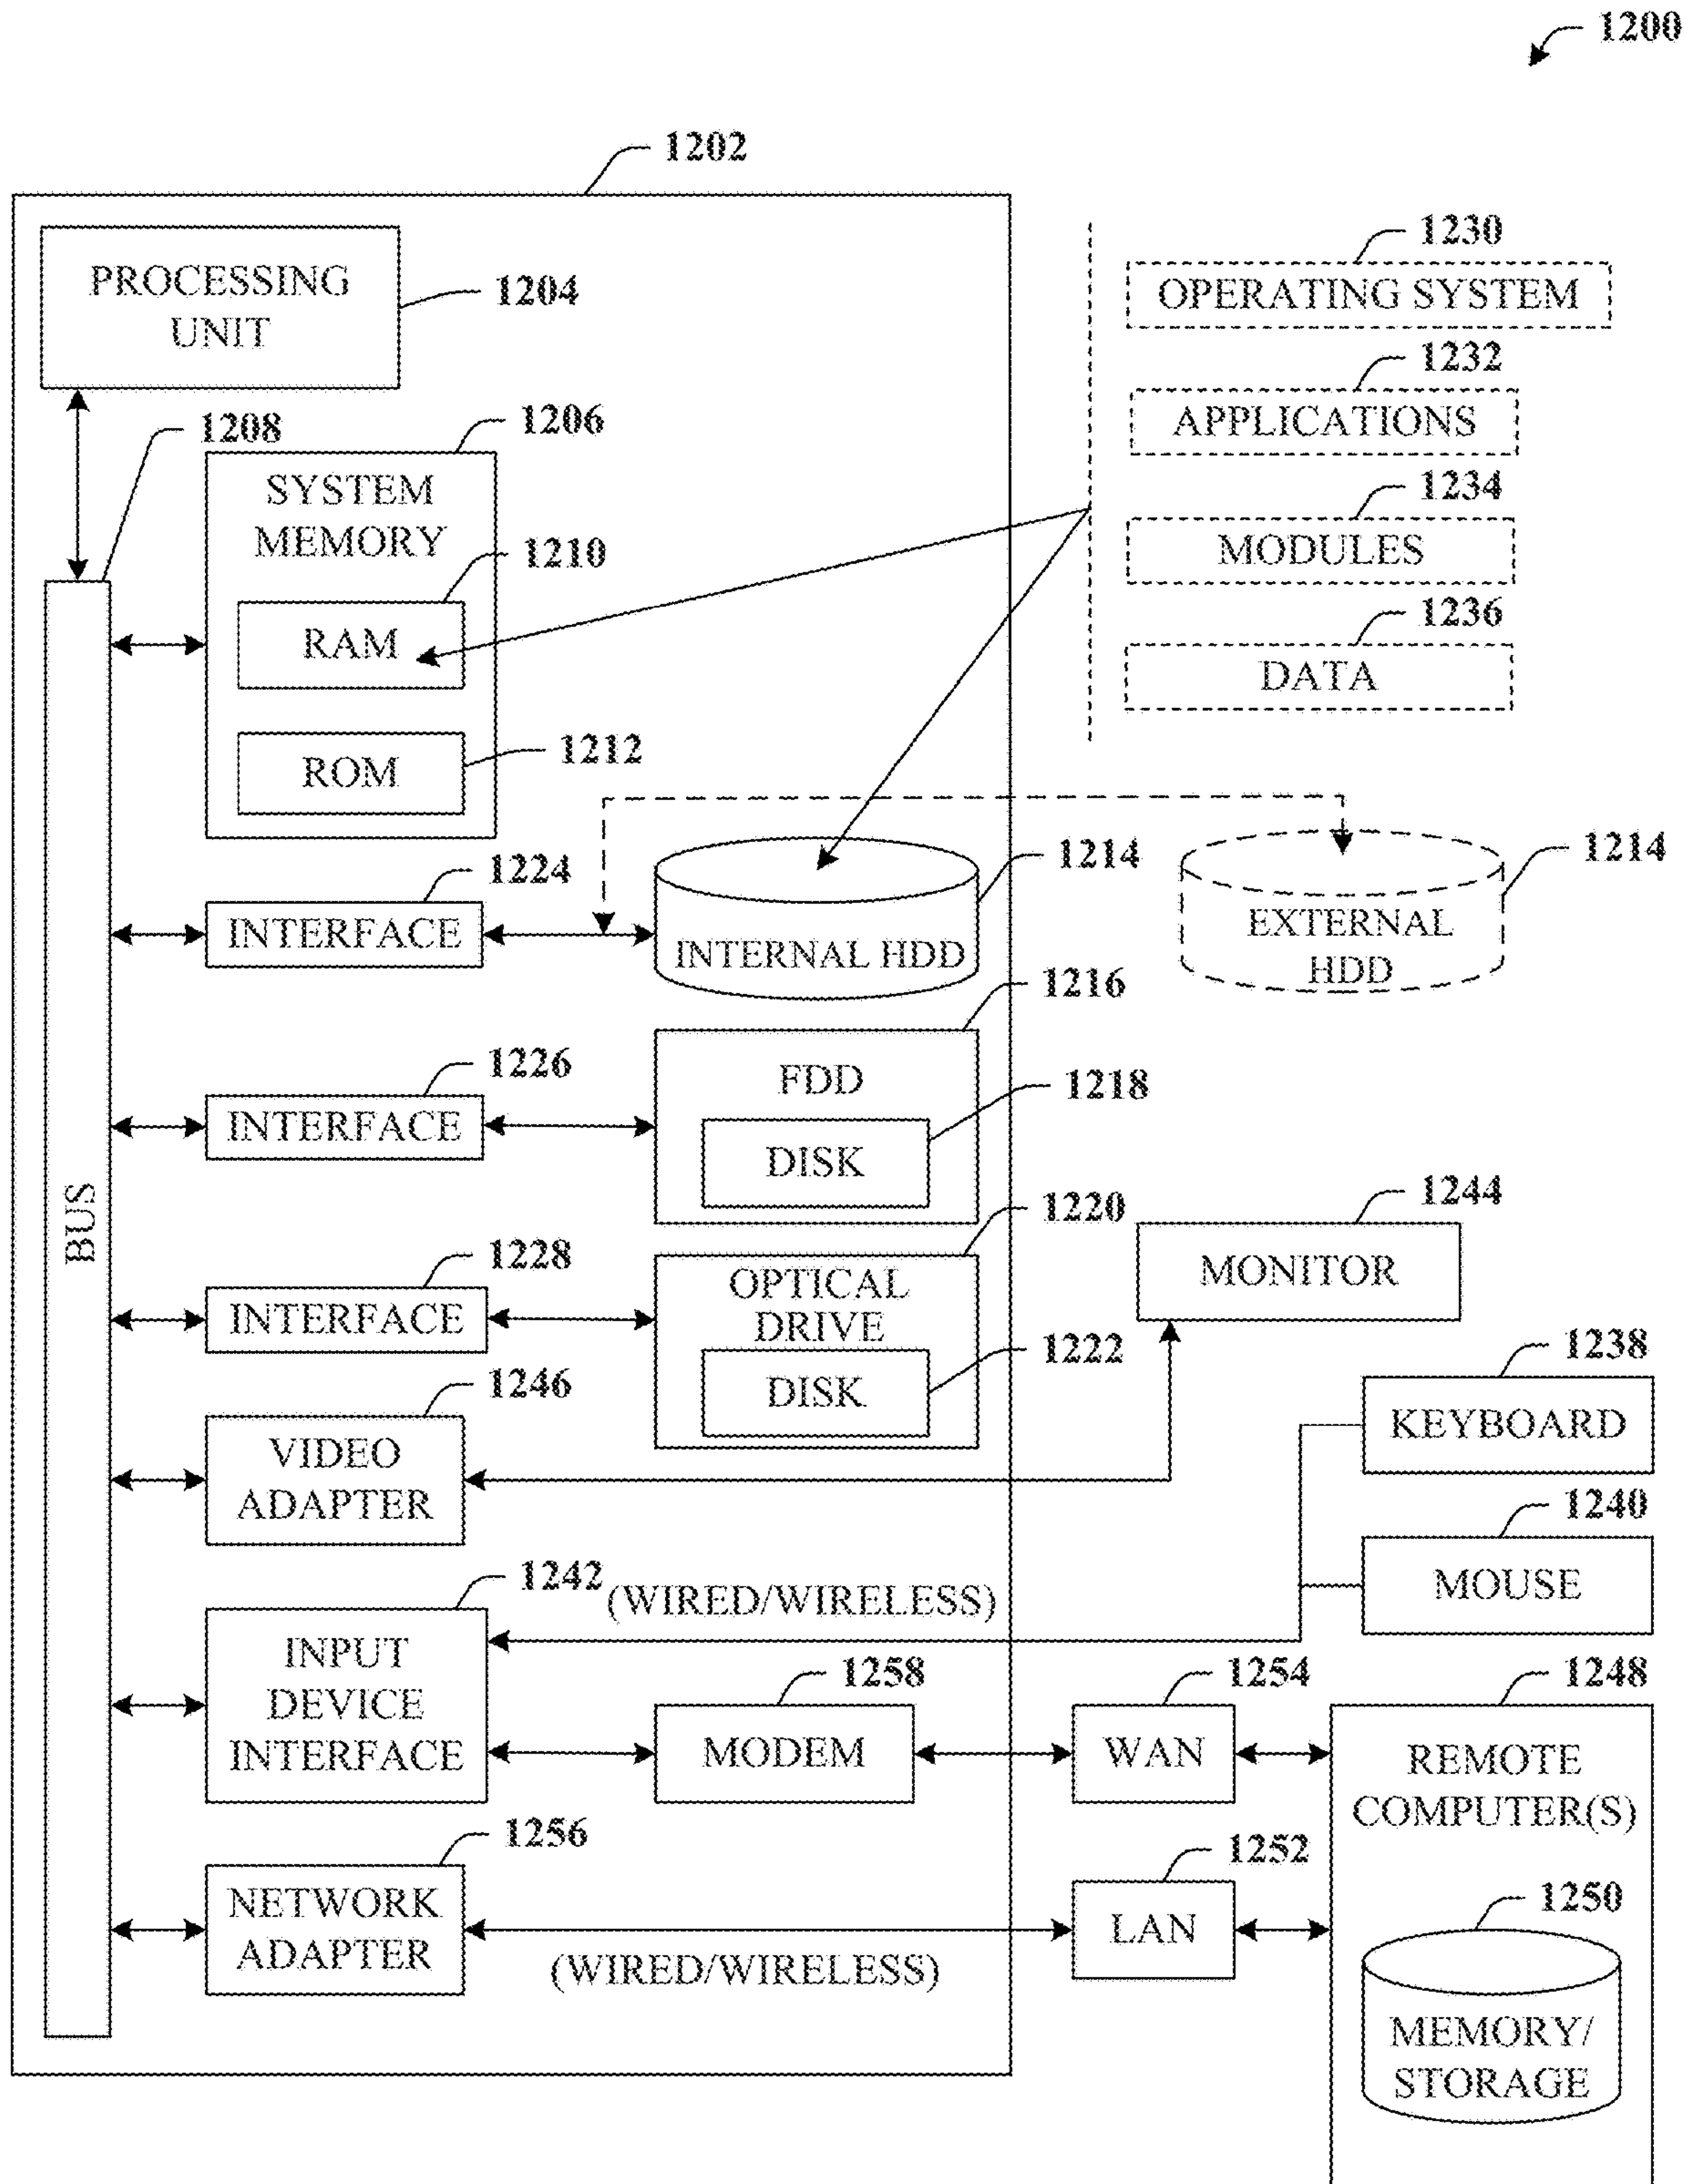 1200
1202
PROCESSING
UNIT
1204
1230
OPERATING SYSTEM
1232
APPLICATIONS
1234
MODULES
1236
DATA
1208
1206
SYSTEM
MEMORY
1210
RAM
1212
ROM
1224
INTERFACE
1214
INTERNAL HDD
1214
EXTERNAL
HDD
1216
1226
INTERFACE
FDD
1218
DISK
BUS
1220
1228
INTERFACE
OPTICAL
DRIVE
1222
DISK
1244
MONITOR
1238
KEYBOARD
1246
VIDEO
ADAPTER
1240
MOUSE
1242
(WIRED/WIRELESS)
INPUT
DEVICE
INTERFACE
1258
MODEM
1254
WAN
1248
REMOTE
COMPUTER(S)
1256
NETWORK
ADAPTER
(WIRED/WIRELESS)
1252
LAN
1250
MEMORY/
STORAGE